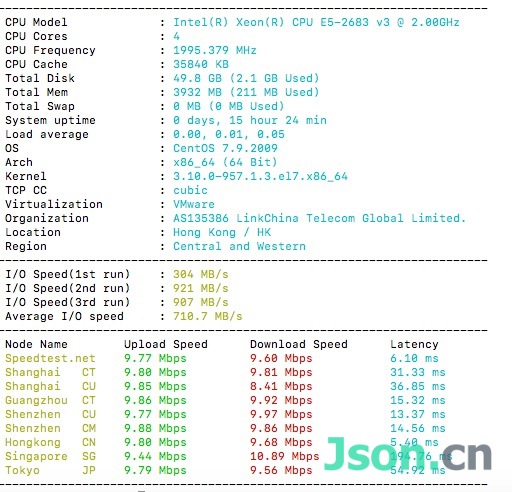 CPU Model : Intel(R) Xeon(R) CPU E5-2683 v3 @ 2.00GHz
CPU Cores : 4
CPU Frequency : 1995.379 MHz
CPU Cache : 35840 KB
Total Disk : 49.8 GB (2.1 GB Used)
Total Mem : 3932 MB (211 MB Used)
Total Swap : 0 MB (0 MB Used)
System uptime : 0 days, 15 hour 24 min
Load average : 0.00, 0.01, 0.05
OS : CentOS 7.9.2009
Arch : x86_64 (64 Bit)
Kernel : 3.10.0-957.1.3.el7.x86_64
TCP CC : cubic
Virtualization : VMware
Organization : AS135386 LinkChina Telecom Global Limited.
Location : Hong Kong / HK
Region : Central and Western
I/O Speed(1st run) : 304 MB/s
I/O Speed(2nd run) : 921 MB/s
I/O Speed(3rd run) : 907 MB/s
Average I/O speed : 710.7 MB/s
Node Name Upload Speed Download Speed Latency
Speedtest.net 9.77 Mbps 9.60 Mbps 6.10 ms
Shanghai CT 9.80 Mbps 9.81 Mbps 31.33 ms
Shanghai CU 9.85 Mbps 8.41 Mbps 36.85 ms
Guangzhou CT 9.86 Mbps 9.92 Mbps 15.32 ms
Shenzhen CU 9.77 Mbps 9.97 Mbps 13.37 ms
Shenzhen CM 9.88 Mbps 9.86 Mbps 14.56 ms
Hongkong CN 9.80 Mbps 9.68 Mbps 5.40 ms
Singapore SG 9.44 Mbps 10.89 Mbps 194.76 ms
Tokyo JP 9.79 Mbps 9.56 Mbps 54.92 ms
Json.cn